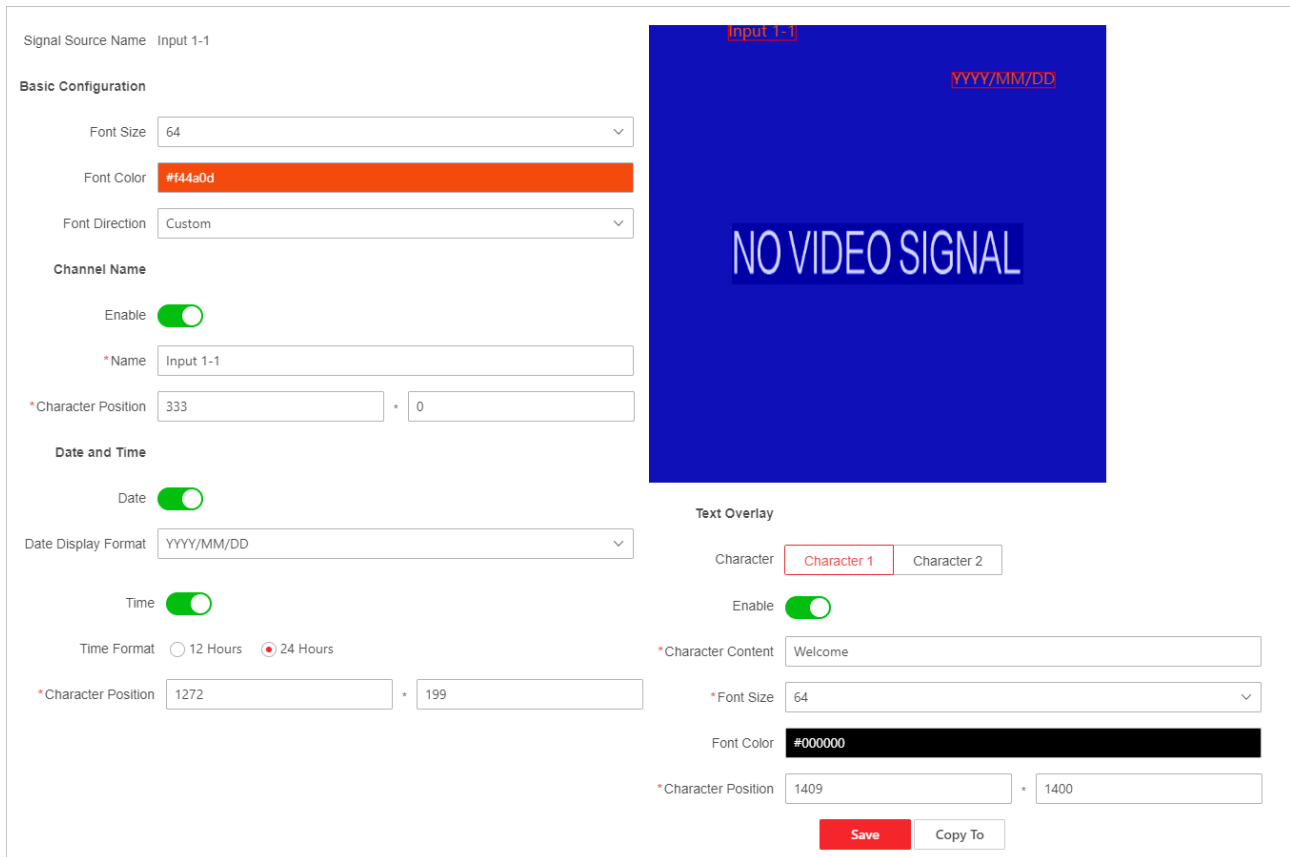 Signal Source Name Input 1-1
Basic Configuration
Font Size 64
Font Color #f44a0d
Font Direction Custom
Channel Name
Enable
*Name Input 1-1
*Character Position 333 * 0
Date and Time
Date
Date Display Format YYYY/MM/DD
Time
Time Format 12 Hours 24 Hours
*Character Position 1272 * 199
Input 1-1
YYYY/MM/DD
NO VIDEO SIGNAL
Text Overlay
Character Character 1 Character 2
Enable
*Character Content Welcome
*Font Size 64
Font Color #000000
*Character Position 1409 * 1400
Save Copy To